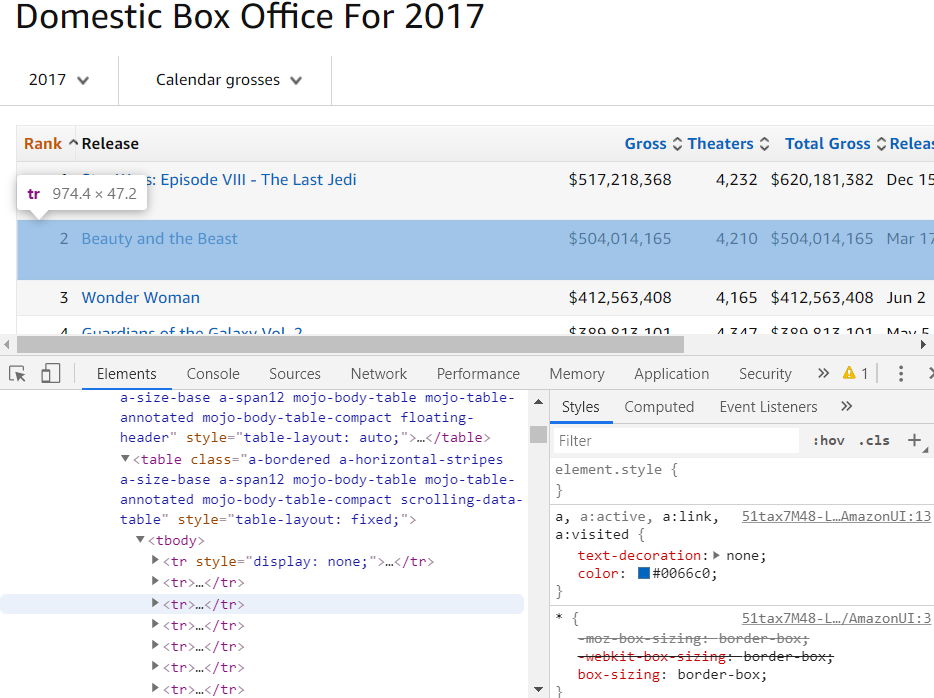 Domestic Box Office For 2017
2017 Calendar grosses
Rank Release Gross Theaters Total Gross Releas
Wars: Episode VIII - The Last Jedi $517,218,368 4,232 $620,181,382 Dec 15
tr 974.4 × 47.2
2 Beauty and the Beast $504,014,165 4,210 $504,014,165 Mar 17
3 Wonder Woman $412,563,408 4,165 $412,563,408 Jun 2
4 Guardians of the Galaxy Vol. 2 $389,813,101 4,347 $389,813,101 May 5
Elements Console Sources Network Performance Memory Application Security » 1
a-size-base a-span12 mojo-body-table mojo-table-
annotated mojo-table-compact floating-
header" style="table-layout: auto;">…</table>
<table class="a-bordered a-horizontal-stripes
a-size-base a-span12 mojo-body-table mojo-table-
annotated mojo-body-table-compact scrolling-data-
table" style="table-layout: fixed;">
<tbody>
<tr style="display: none;">…</tr>
<tr>…</tr>
<tr>…</tr>
<tr>…</tr>
<tr>…</tr>
<tr>…</tr>
<tr>…</tr>
Styles Computed Event Listeners »
Filter :hov .cls +
element.style {
}
a, a:active, a:link, 51tax7M48-L…AmazonUI:13
a:visited {
text-decoration: none;
color: #0066c0;
}
* { 51tax7M48-L…/AmazonUI:3
-moz-box-sizing: border-box;
-webkit-box-sizing: border-box;
box-sizing: border-box;
}